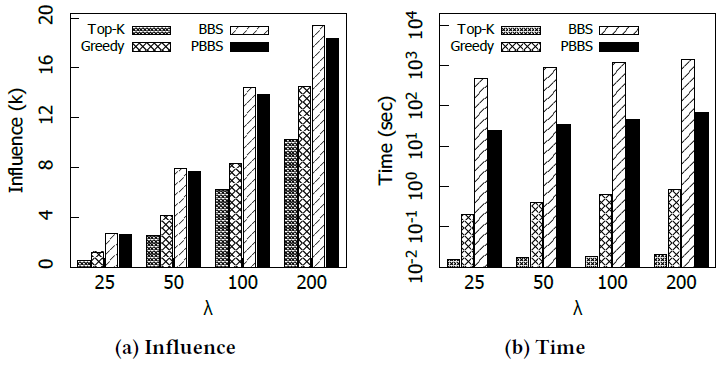 Top-K
BBS
Greedy
PBBS
20
16
12
8
4
0
Influence (k)
25
50
100
200
λ
(a) Influence
Top-K
BBS
Greedy
PBBS
10^4
10^3
10^2
10^1
10^0
10^-1
10^-2
Time (sec)
25
50
100
200
λ
(b) Time